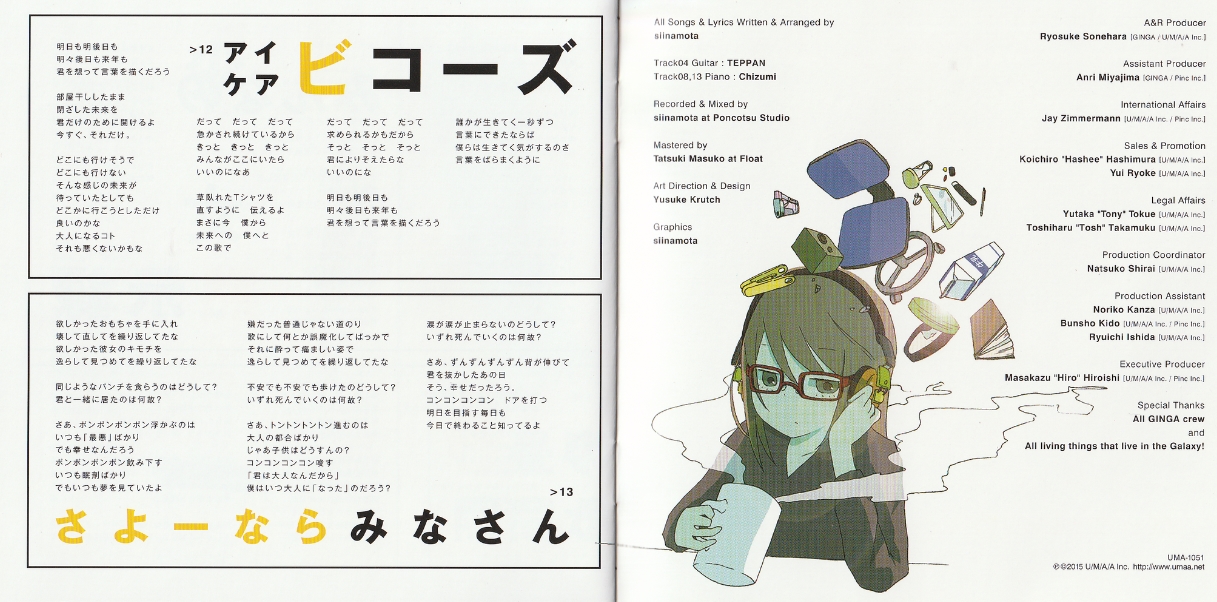 >12
アイ
ケア
ビコーズ
明日も明後日も
明々後日も来年も
君を想って言葉を描くだろう
部屋干ししたまま
閉ざした未来を
君だけのために開けるよ
今すぐ、それだけ。
どこにも行けそうで
どこにも行けない
そんな感じの未来が
待っていたとしても
どこかに行こうとしただけ
良いのかな
大人になるコト
それも悪くないかもな
だって　だって　だって
急かされ続けているから
きっと　きっと　きっと
みんながここにいたら
いいのになあ
草臥れたTシャツを
直すように　伝えるよ
まさに今　僕から
未来への　僕へと
この歌で
だって　だって　だって
求められるかもだから
そっと　そっと　そっと
君によりそえたらな
いいのにな
明日も明後日も
明々後日も来年も
君を想って言葉を描くだろう
誰かが生きてく一秒ずつ
言葉にできたならば
僕らは生きてく気がするのさ
言葉をばらまくように
欲しかったおもちゃを手に入れ
壊して直してを繰り返してたな
欲しかった彼女のキモチを
逸らして見つめてを繰り返してたな
同じようなパンチを食らうのはどうして?
君と一緒に居たのは何故?
さあ、ポンポンポンポン浮かぶのは
いつも「最悪」ばかり
でも幸せなんだろう
ポンポンポンポン飲み下す
いつも眠剤ばかり
でもいつも夢を見ていたよ
嫌だった普通じゃない道のり
歌にして何とか誤魔化してばっかで
それに酔って痛ましい姿で
逸らして見つめてを繰り返してたな
不安でも不安でも歩けたのどうして?
いずれ死んでいくのは何故?
さあ、トントントントン進むのは
大人の都合ばかり
じゃあ子供はどうすんの?
コンコンコンコン唆す
「君は大人なんだから」
僕はいつ大人に「なった」のだろう?
涙が涙が止まらないのどうして?
いずれ死んでいくのは何故?
さあ、ずんずんずんずん背が伸びて
君を抜かしたあの日
そう、幸せだったろう。
コンコンコンコン　ドアを打つ
明日を目指す毎日も
今日で終わること知ってるよ
>13
さよーならみなさん
All Songs & Lyrics Written & Arranged by
siinamota
Track04 Guitar : TEPPAN
Track08,13 Piano : Chizumi
Recorded & Mixed by
siinamota at Poncotsu Studio
Mastered by
Tatsuki Masuko at Float
Art Direction & Design
Yusuke Krutch
Graphics
siinamota
牛乳
A&R Producer
Ryosuke Sonehara [GINGA / U/M/A/A Inc.]
Assistant Producer
Anri Miyajima [GINGA / Pinc Inc.]
International Affairs
Jay Zimmermann [U/M/A/A Inc. / Pinc Inc.]
Sales & Promotion
Koichiro "Hashee" Hashimura [U/M/A/A Inc.]
Yui Ryoke [U/M/A/A Inc.]
Legal Affairs
Yutaka "Tony" Tokue [U/M/A/A Inc.]
Toshiharu "Tosh" Takamuku [U/M/A/A Inc.]
Production Coordinator
Natsuko Shirai [U/M/A/A Inc.]
Production Assistant
Noriko Kanza [U/M/A/A Inc.]
Bunsho Kido [U/M/A/A Inc. / Pinc Inc.]
Ryuichi Ishida [U/M/A/A Inc.]
Executive Producer
Masakazu "Hiro" Hiroishi [U/M/A/A Inc. / Pinc Inc.]
Special Thanks
All GINGA crew
and
All living things that live in the Galaxy!
UMA-1051
℗©2015 U/M/A/A Inc. http://www.umaa.net